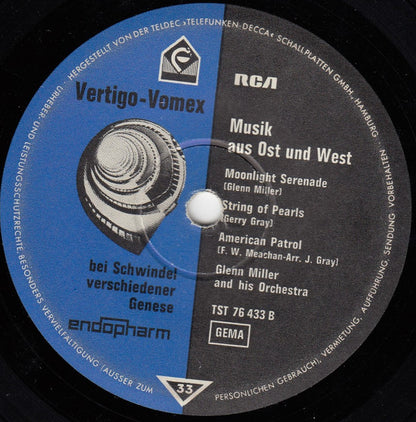 HERGESTELLT VON DER TELDEC »TELEFUNKEN-DECCA« SCHALLPLATTEN GMBH., HAMBURG
URHEBER- UND LEISTUNGSSCHUTZRECHTE, BESONDERS VERVIELFÄLTIGUNG (AUSSER ZUM PERSÖNLICHEN GEBRAUCH), VERMIETUNG, AUFFÜHRUNG, SENDUNG VORBEHALTEN
e
Vertigo-Vomex
bei Schwindel
verschiedener
Genese
endopharm
RCA
Musik
aus Ost und West
Moonlight Serenade
(Glenn Miller)
String of Pearls
(Gerry Gray)
American Patrol
(F. W. Meachan-Arr. J. Gray)
Glenn Miller
and his Orchestra
TST 76 433 B
GEMA
33